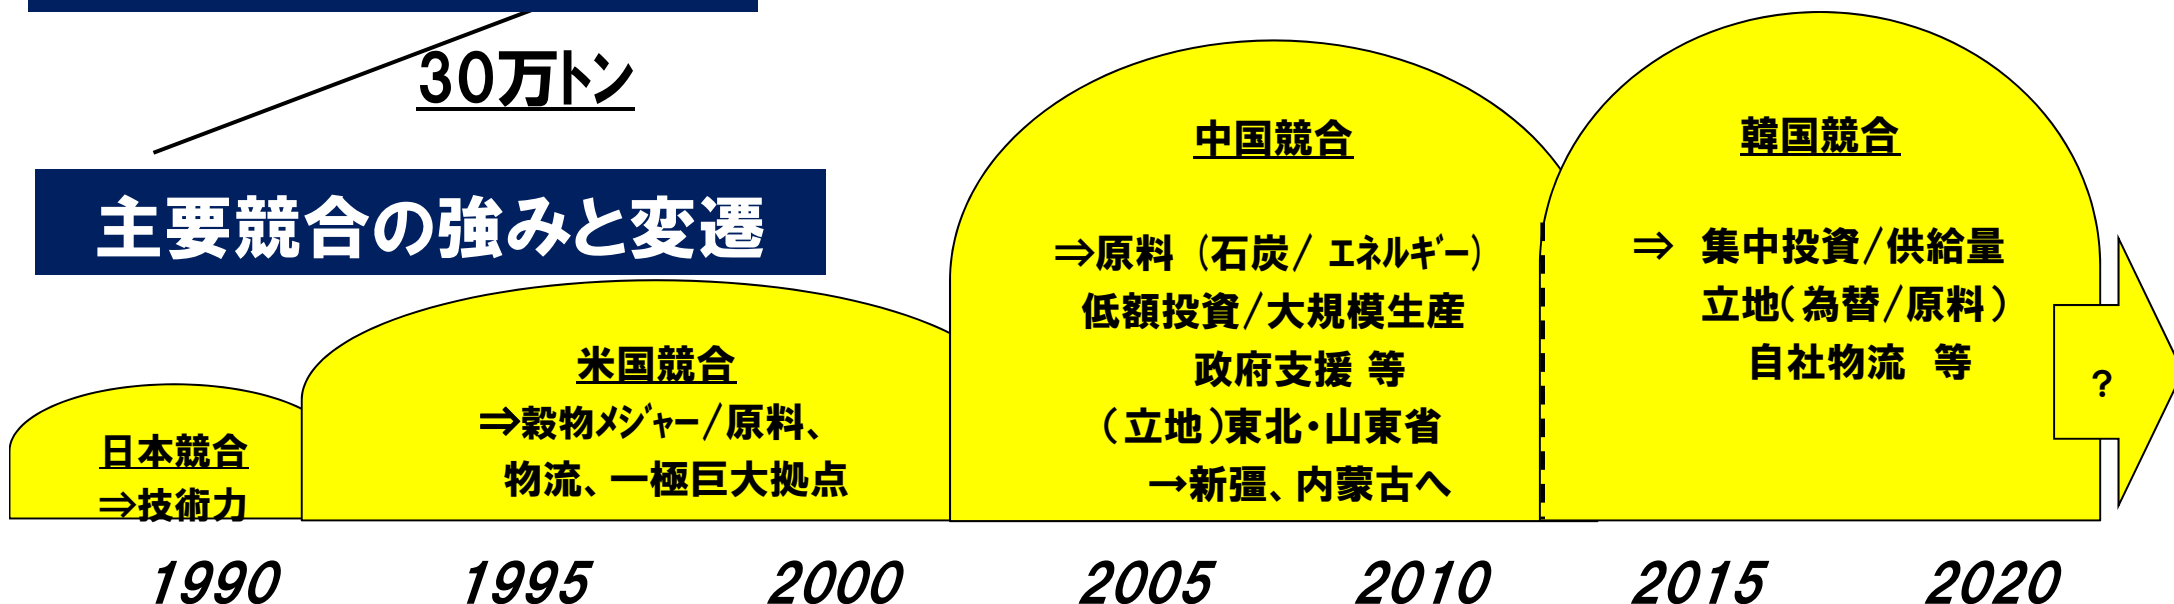 30万トン
主要競合の強みと変遷
日本競合
⇒技術力
米国競合
⇒穀物メジャー/原料、
物流、一極巨大拠点
中国競合
⇒原料（石炭/ エネルギー）
低額投資/大規模生産
政府支援 等
（立地）東北・山東省
→新彊、内蒙古へ
韓国競合
⇒ 集中投資/供給量
立地（為替/原料）
自社物流 等
？
1990 1995 2000 2005 2010 2015 2020